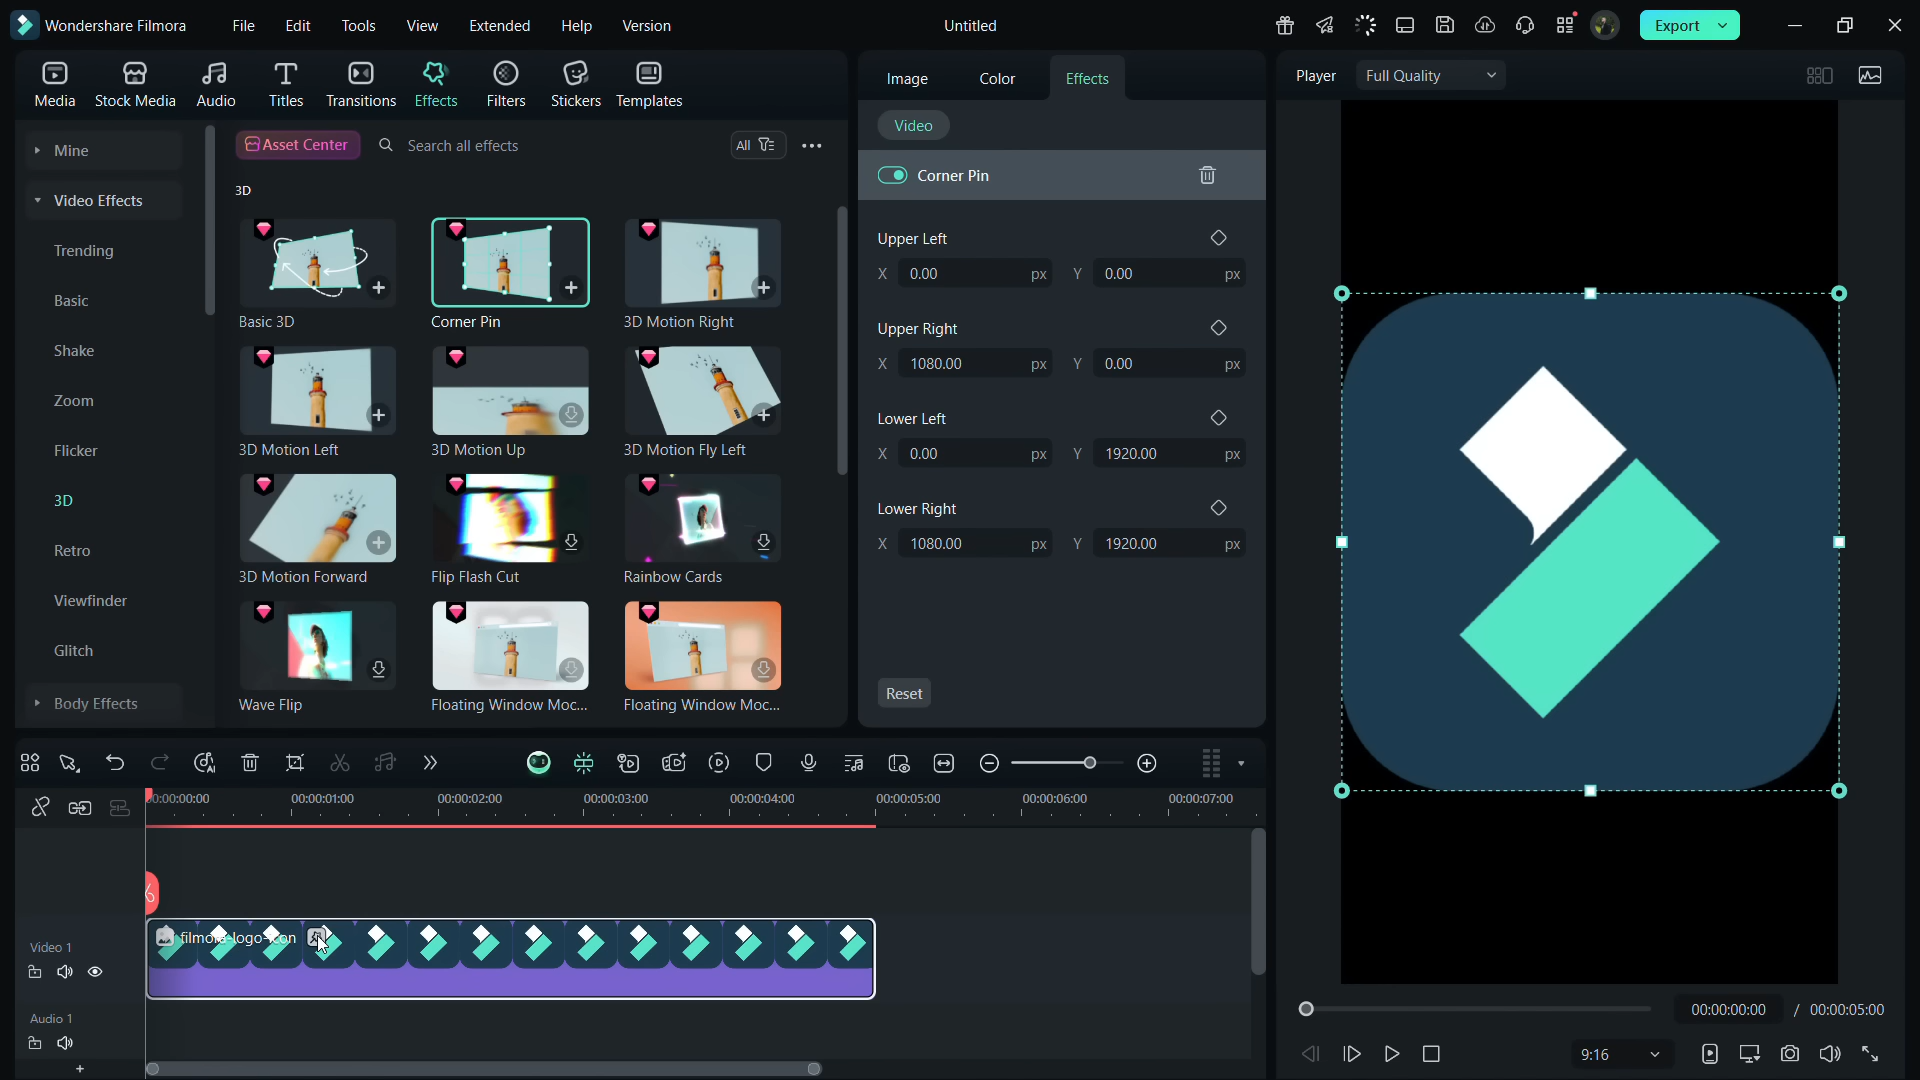 Wondershare Filmora
File
Edit
Tools
View
Extended
Help
Version
Untitled
Export
Media
Stock Media
Audio
Titles
Transitions
Effects
Filters
Stickers
Templates
Mine
Video Effects
Trending
Basic
Shake
Zoom
Flicker
3D
Retro
Viewfinder
Glitch
Body Effects
Asset Center
Search all effects
All
3D
Basic 3D
Corner Pin
3D Motion Right
3D Motion Left
3D Motion Up
3D Motion Fly Left
3D Motion Forward
Flip Flash Cut
Rainbow Cards
Wave Flip
Floating Window Moc...
Floating Window Moc...
Image
Color
Effects
Video
Corner Pin
Upper Left
X 0.00 px Y 0.00 px
Upper Right
X 1080.00 px Y 0.00 px
Lower Left
X 0.00 px Y 1920.00 px
Lower Right
X 1080.00 px Y 1920.00 px
Reset
Player
Full Quality
00:00:00:00 / 00:00:05:00
9:16
00:00:00:00
00:00:01:00
00:00:02:00
00:00:03:00
00:00:04:00
00:00:05:00
00:00:06:00
00:00:07:00
filmora-logo-icon
Video 1
Audio 1